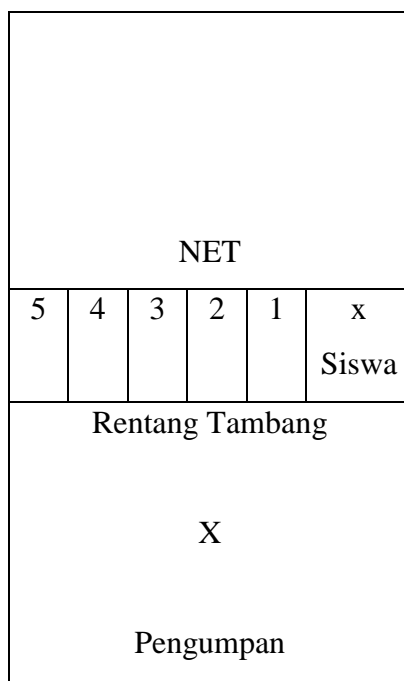 NET
5 4 3 2 1 x
Siswa
Rentang Tambang
X
Pengumpan